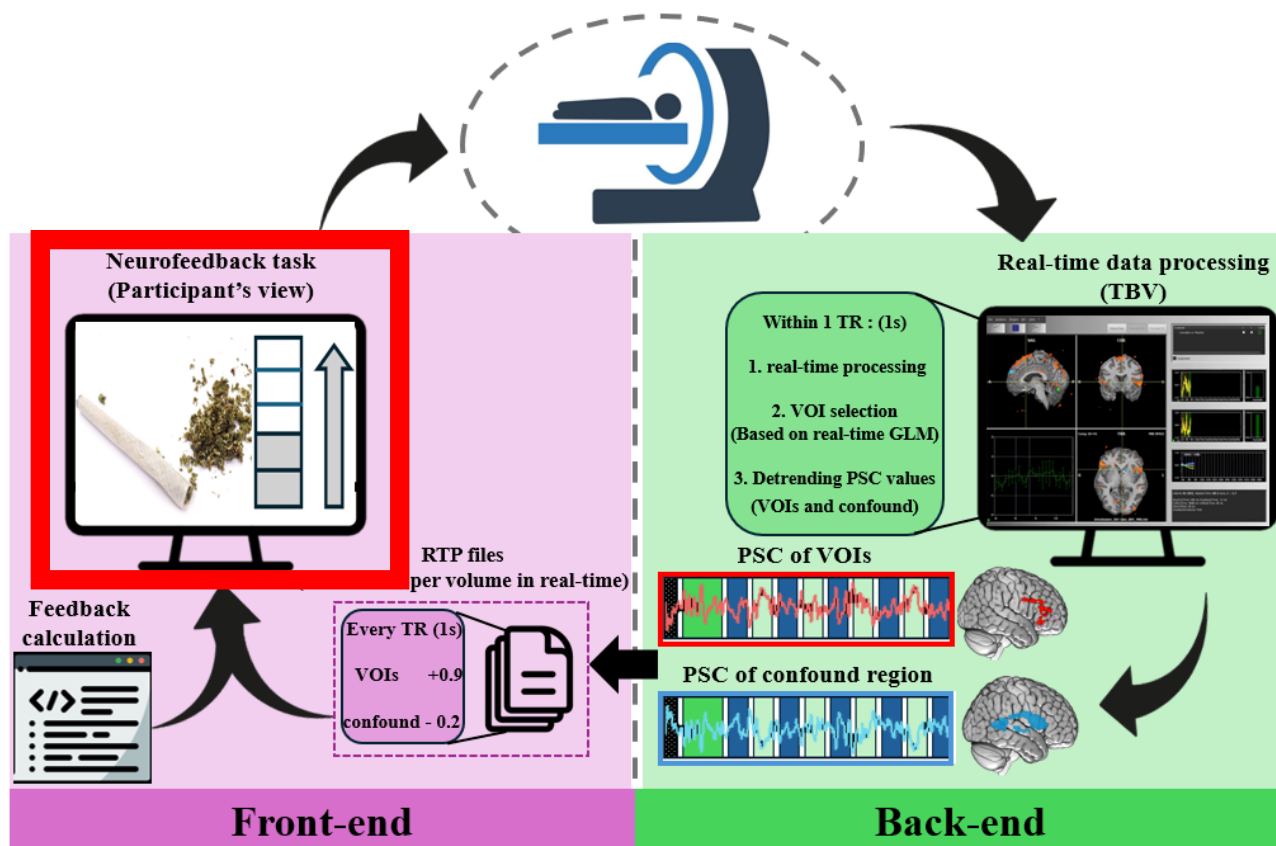 Neurofeedback task
(Participant's view)
Real-time data processing
(TBV)
Within 1 TR : (1s)
1. real-time processing
2. VOI selection
(Based on real-time GLM)
3. Detrending PSC values
(VOIs and confound)
RTP files
per volume in real-time)
Feedback
calculation
Every TR (1s)
VOIs +0.9
confound - 0.2
PSC of VOIs
PSC of confound region
Front-end
Back-end